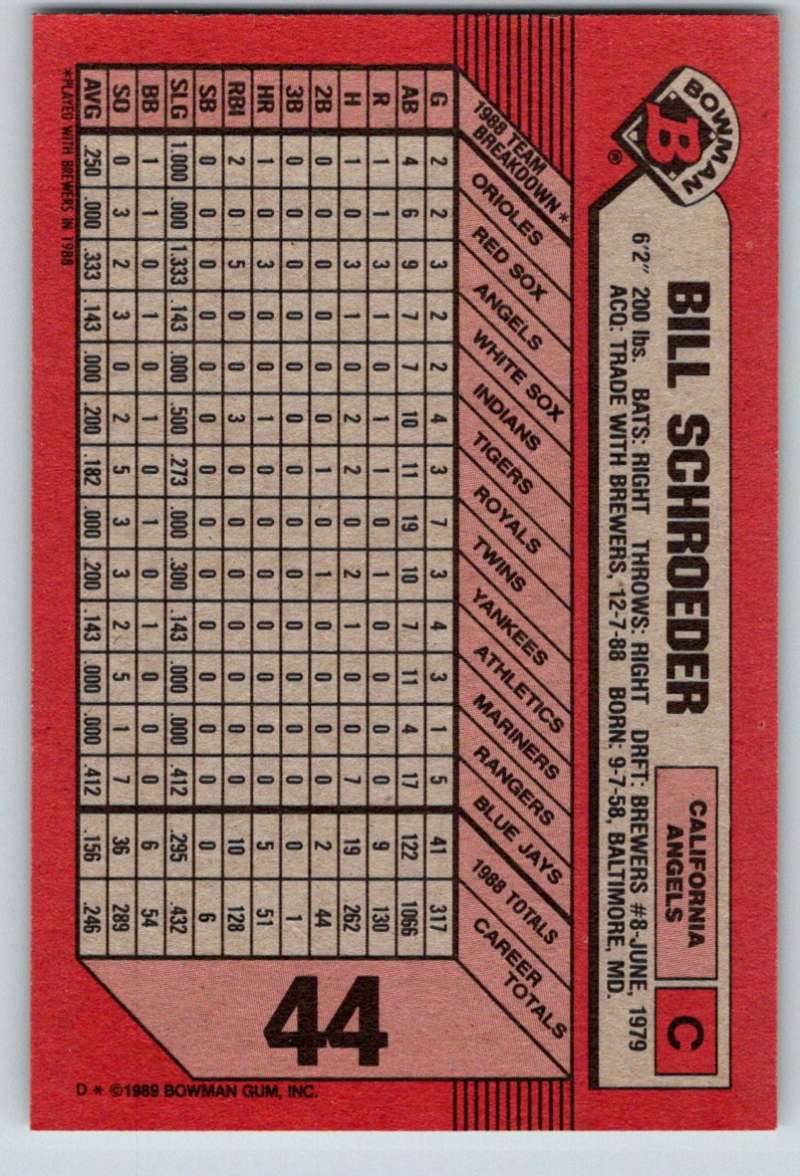 BOWMAN
B
®
BILL SCHROEDER
CALIFORNIA
ANGELS
C
6'2" 200 lbs. BATS: RIGHT THROWS: RIGHT DRFT: BREWERS #8-JUNE, 1979
ACQ: TRADE WITH BREWERS, 12-7-88 BORN: 9-7-58, BALTIMORE, MD.
1988 TEAM
BREAKDOWN*
ORIOLES
RED SOX
ANGELS
WHITE SOX
INDIANS
TIGERS
ROYALS
TWINS
YANKEES
ATHLETICS
MARINERS
RANGERS
BLUE JAYS
1988 TOTALS
CAREER
TOTALS
G 2 2 3 2 2 4 3 7 3 4 3 1 5 41 317
AB 4 6 9 7 7 10 11 19 10 7 11 4 17 122 1066
R 1 1 3 1 0 1 1 0 1 0 0 0 0 9 130
H 1 0 3 1 0 2 2 0 2 1 0 0 7 19 262
2B 0 0 0 0 0 0 1 0 1 0 0 0 0 2 44
3B 0 0 0 0 0 0 0 0 0 0 0 0 0 0 1
HR 1 0 3 0 0 1 0 0 0 0 0 0 0 5 51
RBI 2 0 5 0 0 3 0 0 0 0 0 0 0 10 128
SB 0 0 0 0 0 0 0 0 0 0 0 0 0 0 6
SLG 1.000 .000 1.333 .143 .000 .500 .273 .000 .300 .143 .000 .000 .412 .295 .432
BB 1 1 0 1 0 1 0 1 0 1 0 0 0 6 54
SO 0 3 2 3 0 2 5 3 3 2 5 1 7 36 289
AVG .250 .000 .333 .143 .000 .200 .182 .000 .200 .143 .000 .000 .412 .156 .246
*PLAYED WITH BREWERS IN 1988
44
D * ©1989 BOWMAN GUM, INC.